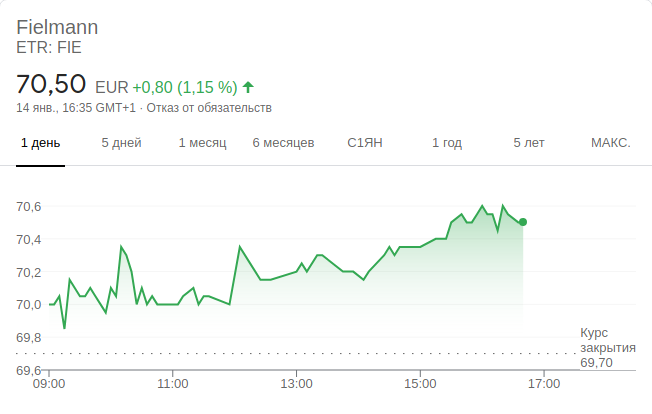 Fielmann
ETR: FIE
70,50 EUR +0,80 (1,15 %)
14 янв., 16:35 GMT+1 · Отказ от обязательств
1 день 5 дней 1 месяц 6 месяцев С1ЯН 1 год 5 лет МАКС.
70,6
70,4
70,2
70,0
69,8
69,6
Курс
закрытия
69,70
09:00 11:00 13:00 15:00 17:00